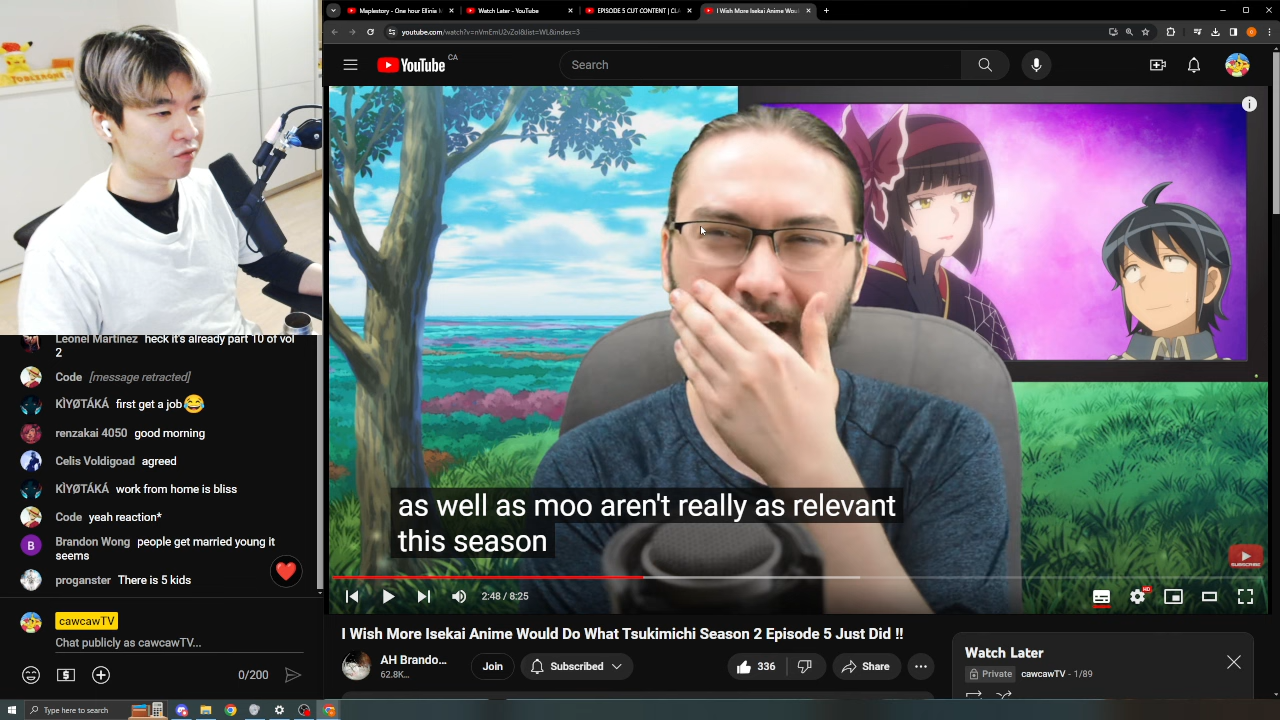 Maplestory - One hour Ellinia
Watch Later - YouTube
EPISODE 5 CUT CONTENT | CL
I Wish More Isekai Anime Wou
youtube.com/watch?v=nVmEmU2vZoI&list=WL&index=3
YouTube CA
Search
TOBLERONE
Leonel Martinez heck it's already part 10 of vol
2
Code [message retracted]
KÌYØTÁKÁ first get a job😂
renzakai 4050 good morning
Celis Voldigoad agreed
KÌYØTÁKÁ work from home is bliss
Code yeah reaction*
B
Brandon Wong people get married young it
seems
proganster There is 5 kids
cawcawTV
Chat publicly as cawcawTV...
0/200
as well as moo aren't really as relevant
this season
SUBSCRIBE
2:48 / 8:25
HD
I Wish More Isekai Anime Would Do What Tsukimichi Season 2 Episode 5 Just Did !!
AH Brando...
62.8K...
Join
Subscribed
336
Share
Watch Later
Private cawcawTV - 1/89
Type here to search